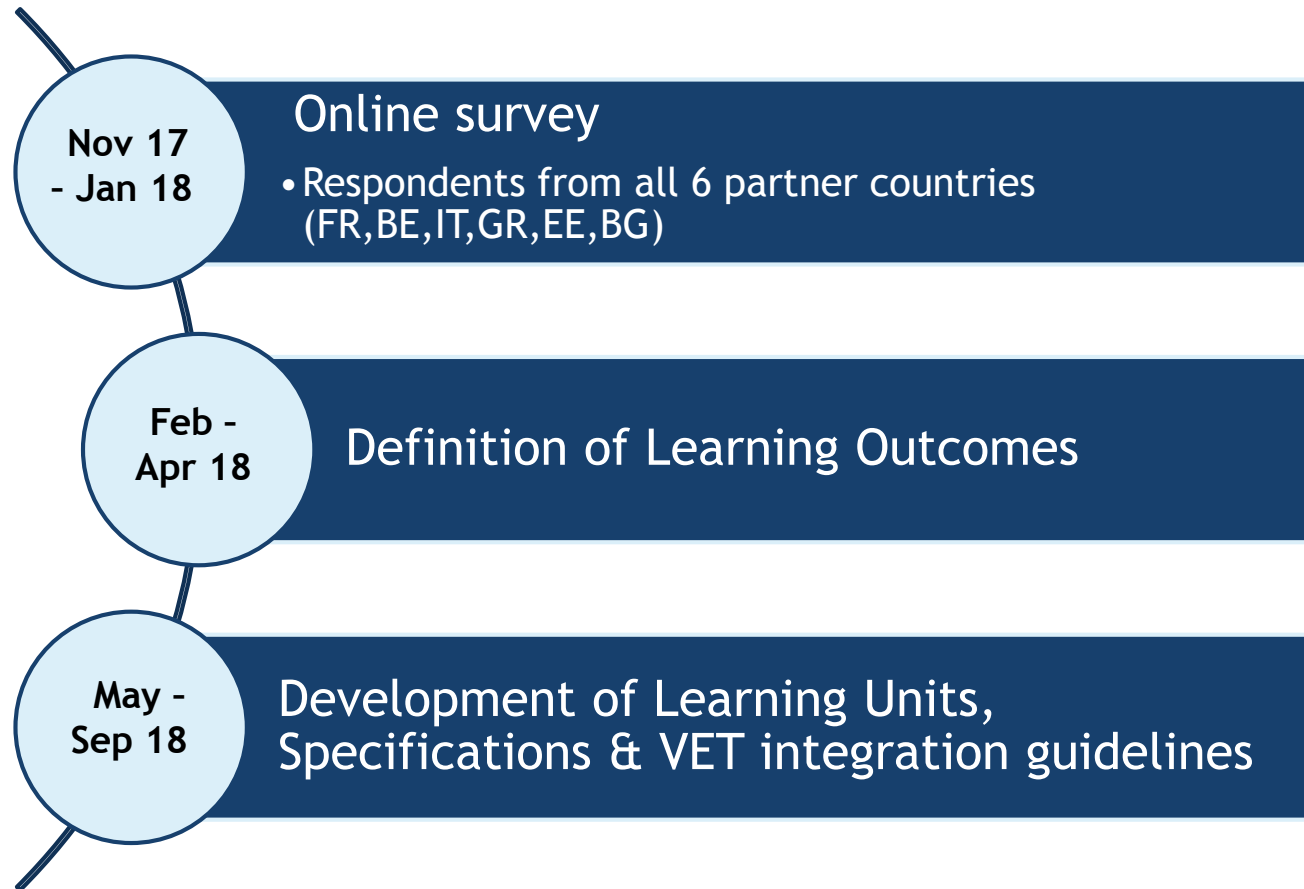 Nov 17
– Jan 18
Online survey
•Respondents from all 6 partner countries
(FR,BE,IT,GR,EE,BG)
Feb –
Apr 18
Definition of Learning Outcomes
May –
Sep 18
Development of Learning Units,
Specifications & VET integration guidelines